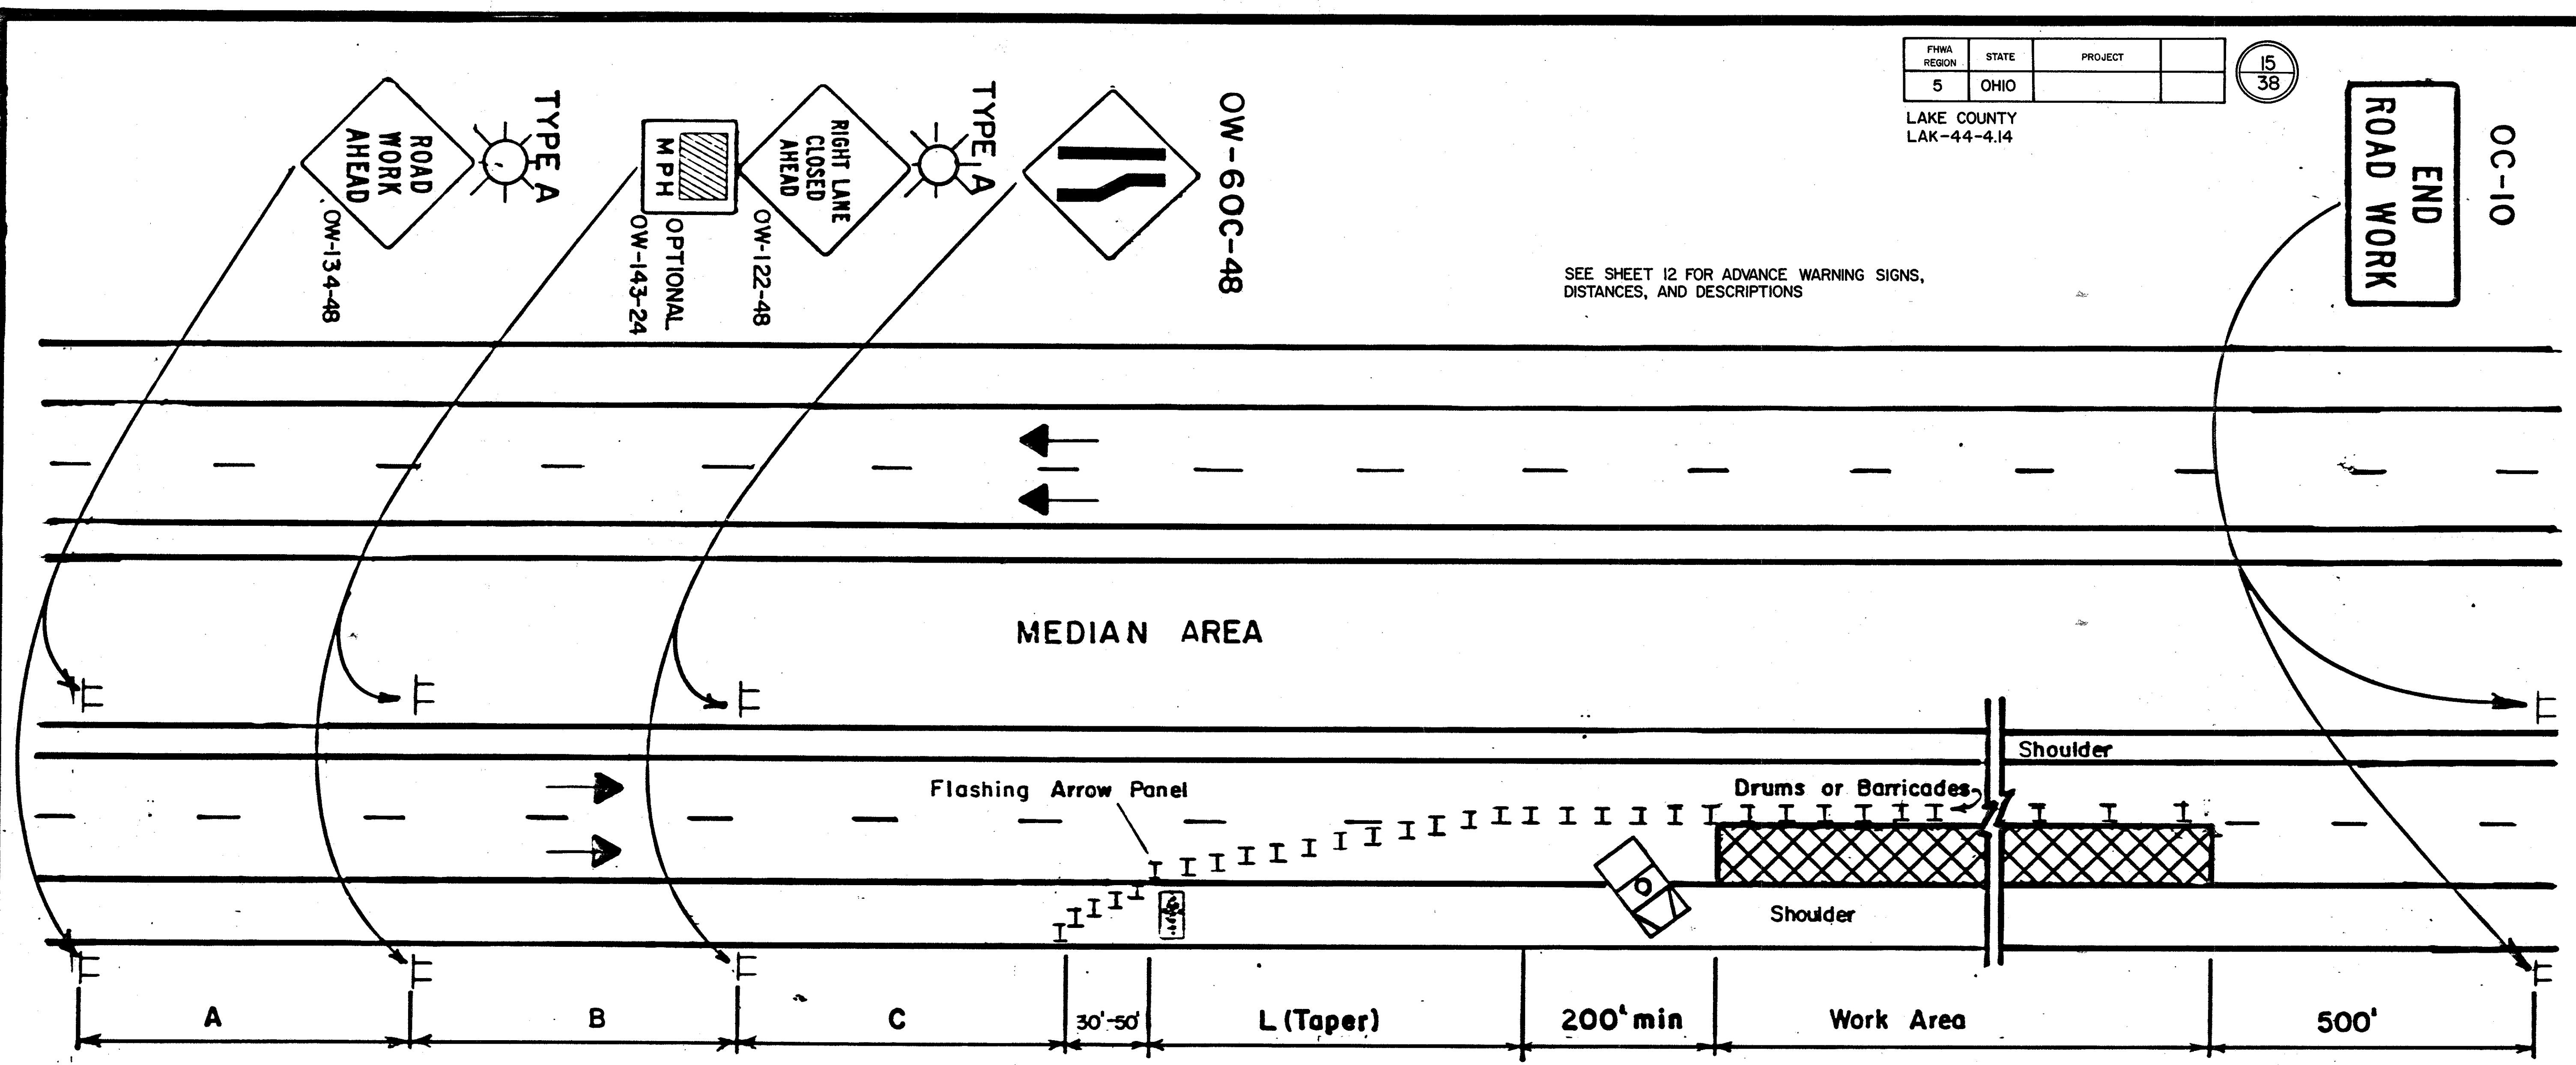 FHWA REGION STATE PROJECT
5 OHIO
15
38
LAKE COUNTY
LAK-44-4.14
ROAD
WORK
AHEAD
OW-134-48
TYPE A
MPH
OPTIONAL
OW-143-24
RIGHT LANE
CLOSED
AHEAD
OW-122-48
TYPE A
OW-60C-48
END
ROAD WORK
OC-10
SEE SHEET 12 FOR ADVANCE WARNING SIGNS,
DISTANCES, AND DESCRIPTIONS
MEDIAN AREA
Shoulder
Flashing Arrow Panel
Drums or Barricades
Shoulder
A B C 30'-50' L (Taper) 200' min Work Area 500'